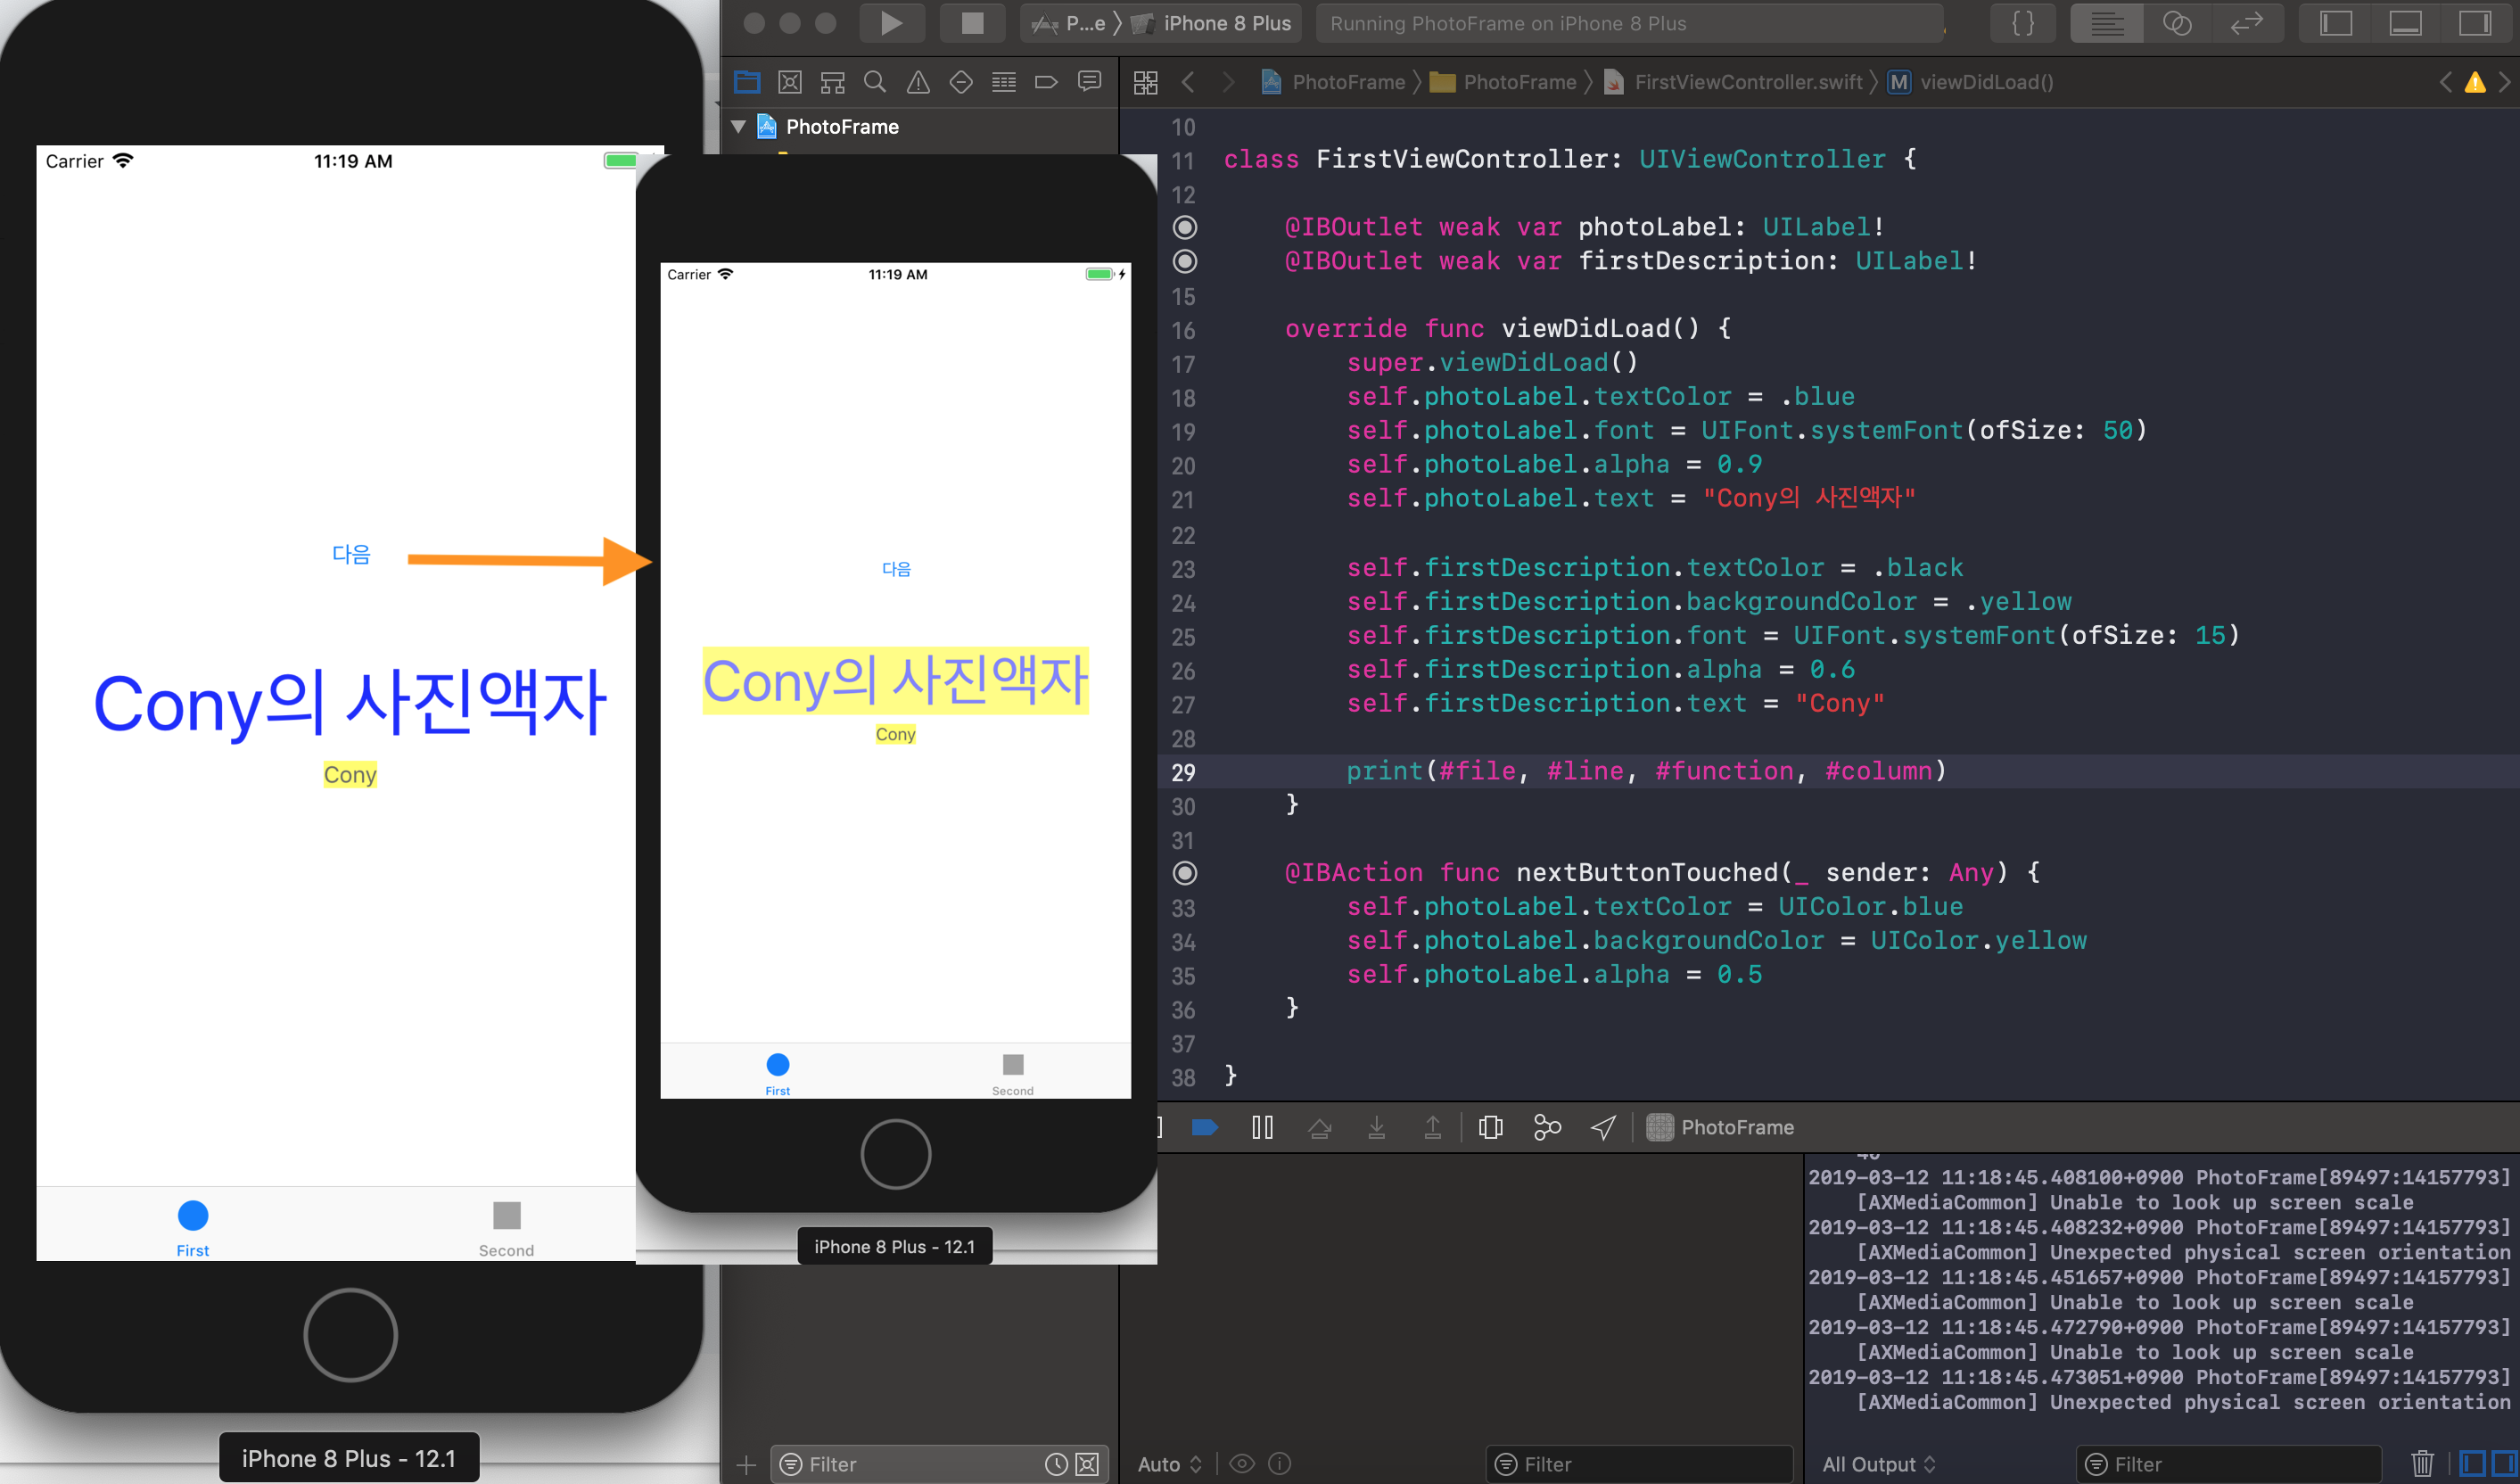 Carrier
11:19 AM
다음
Cony의 사진액자
Cony
First
Second
iPhone 8 Plus - 12.1
Carrier
11:19 AM
다음
Cony의 사진액자
Cony
First
Second
iPhone 8 Plus - 12.1
P...e
iPhone 8 Plus
Running PhotoFrame on iPhone 8 Plus
{}
PhotoFrame
PhotoFrame
PhotoFrame
FirstViewController.swift
M viewDidLoad()
10
11 class FirstViewController: UIViewController {
12
@IBOutlet weak var photoLabel: UILabel!
@IBOutlet weak var firstDescription: UILabel!
15
16 override func viewDidLoad() {
17 super.viewDidLoad()
18 self.photoLabel.textColor = .blue
19 self.photoLabel.font = UIFont.systemFont(ofSize: 50)
20 self.photoLabel.alpha = 0.9
21 self.photoLabel.text = "Cony의 사진액자"
22
23 self.firstDescription.textColor = .black
24 self.firstDescription.backgroundColor = .yellow
25 self.firstDescription.font = UIFont.systemFont(ofSize: 15)
26 self.firstDescription.alpha = 0.6
27 self.firstDescription.text = "Cony"
28
29 print(#file, #line, #function, #column)
30 }
31
@IBAction func nextButtonTouched(_ sender: Any) {
33 self.photoLabel.textColor = UIColor.blue
34 self.photoLabel.backgroundColor = UIColor.yellow
35 self.photoLabel.alpha = 0.5
36 }
37
38 }
PhotoFrame
2019-03-12 11:18:45.408100+0900 PhotoFrame[89497:14157793]
[AXMediaCommon] Unable to look up screen scale
2019-03-12 11:18:45.408232+0900 PhotoFrame[89497:14157793]
[AXMediaCommon] Unexpected physical screen orientation
2019-03-12 11:18:45.451657+0900 PhotoFrame[89497:14157793]
[AXMediaCommon] Unable to look up screen scale
2019-03-12 11:18:45.472790+0900 PhotoFrame[89497:14157793]
[AXMediaCommon] Unable to look up screen scale
2019-03-12 11:18:45.473051+0900 PhotoFrame[89497:14157793]
[AXMediaCommon] Unexpected physical screen orientation
Filter
Auto
Filter
All Output
Filter